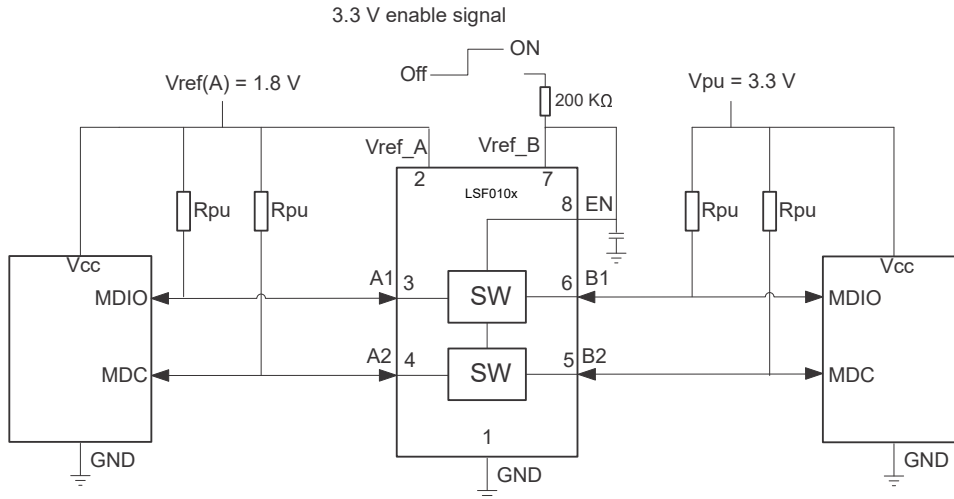 3.3 V enable signal
ON
Off
Vref(A) = 1.8 V
Vpu = 3.3 V
200 KΩ
Vref_A
Vref_B
2
7
LSF010x
8
EN
Rpu
Rpu
Rpu
Rpu
Vcc
Vcc
MDIO
A1
3
SW
6
B1
MDIO
MDC
A2
4
SW
5
B2
MDC
1
GND
GND
GND